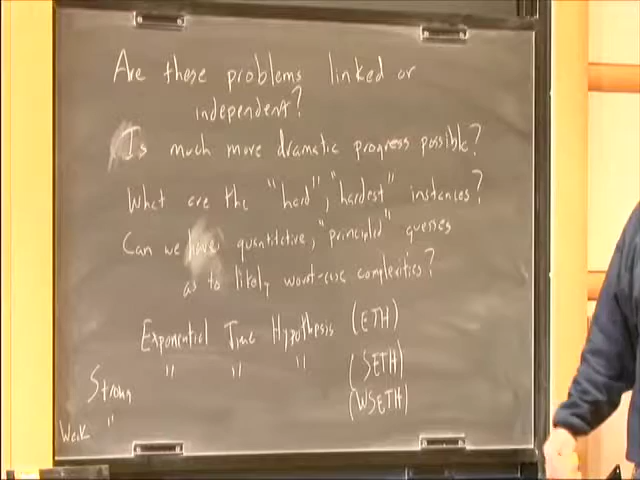 Are these problems linked or
independent?
Is much more dramatic progress possible?
What are the "hard", "hardest" instances?
Can we have quantitative, "principled" guesses
as to likely worst-case complexities?
Exponential Time Hypothesis (ETH)
Strong " " " (SETH)
Weak " (WSETH)